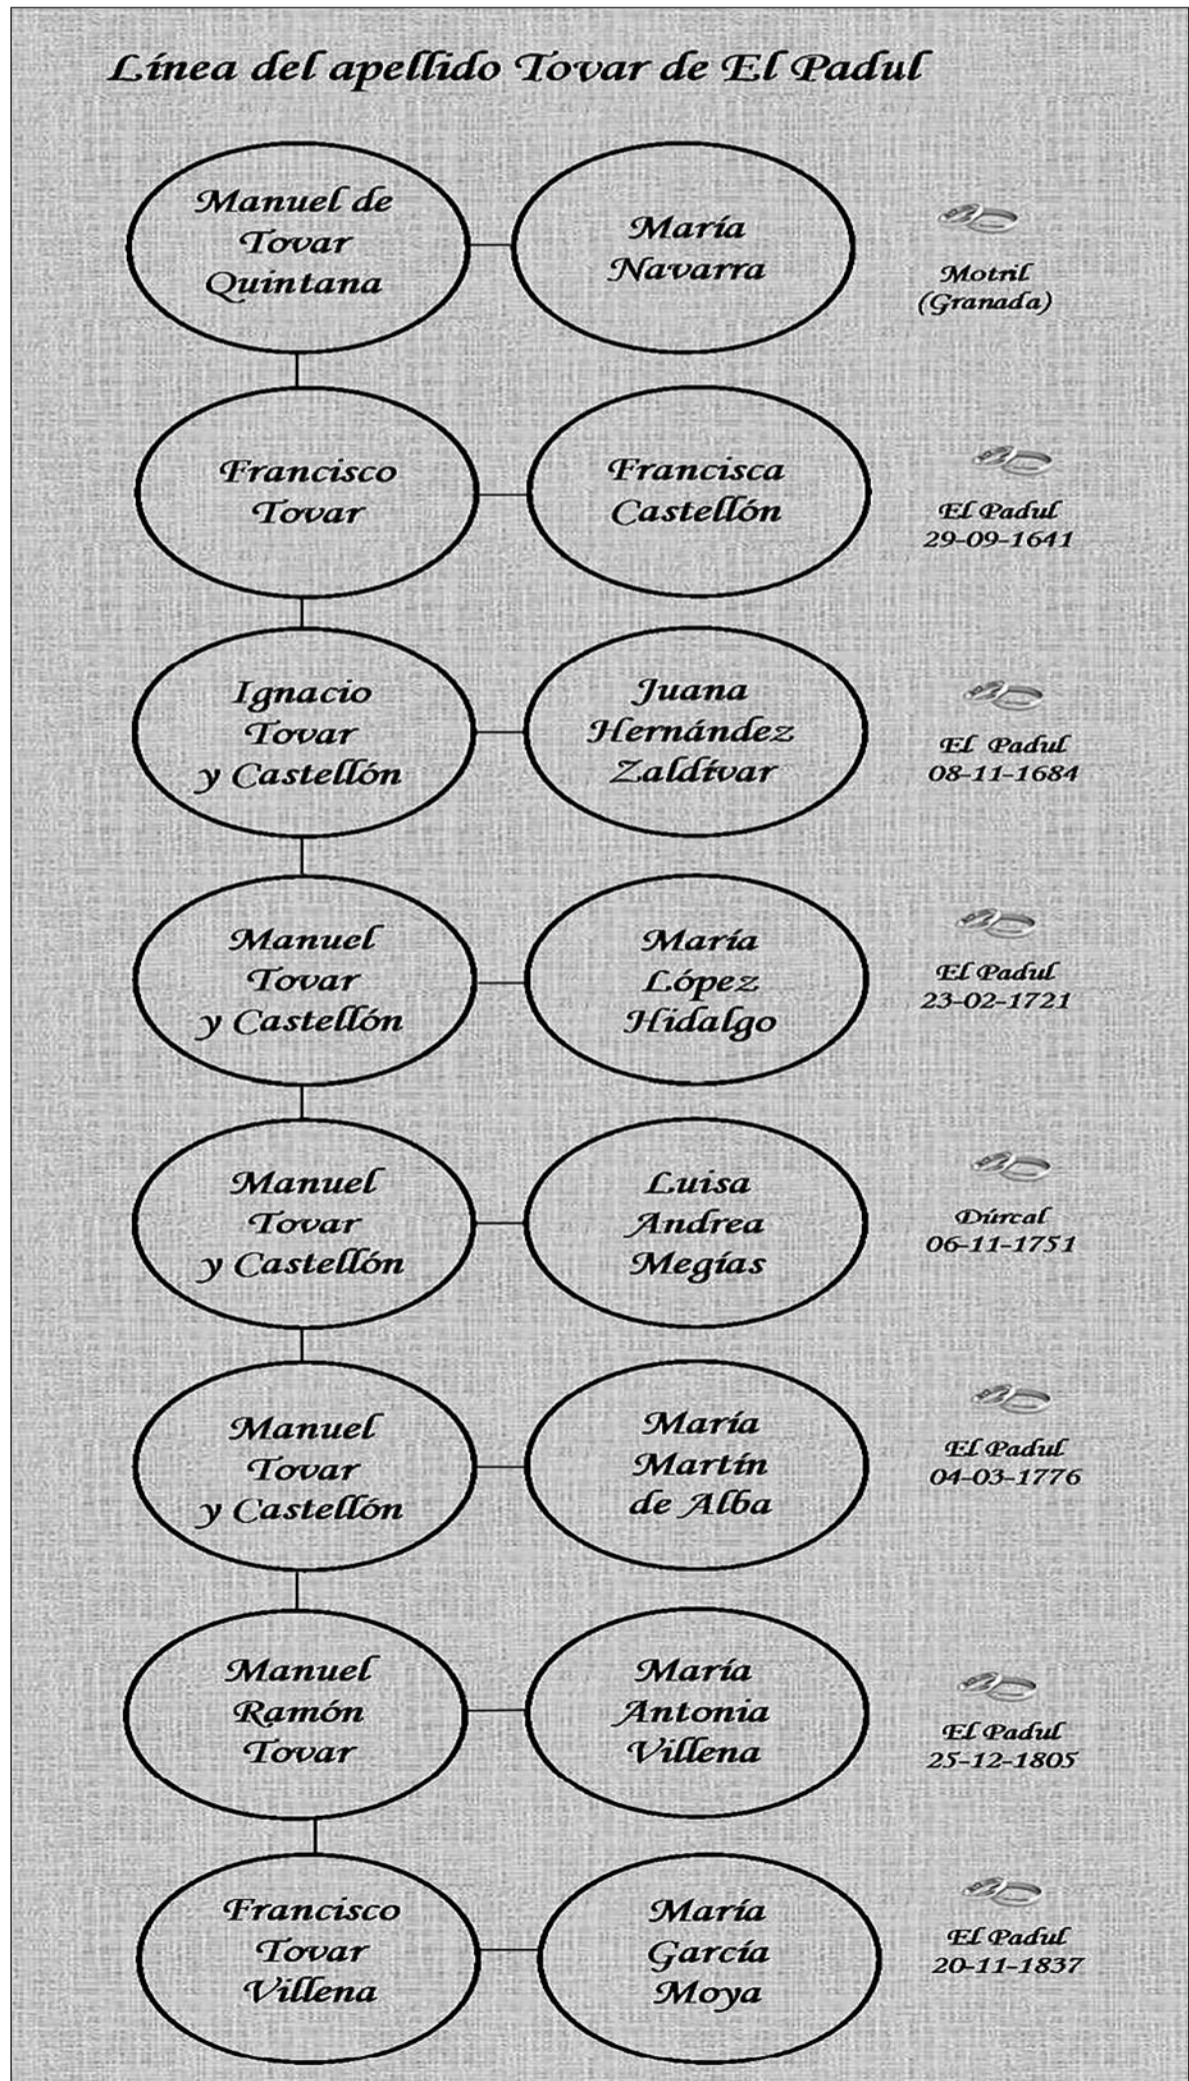 Línea del apellido Tovar de El Padul
Manuel de
Tovar
Quintana
María
Navarra
Motril
(Granada)
Francisco
Tovar
Francisca
Castellón
El Padul
29-09-1641
Ignacio
Tovar
y Castellón
Juana
Hernández
Zaldívar
El Padul
08-11-1684
Manuel
Tovar
y Castellón
María
López
Hidalgo
El Padul
23-02-1721
Manuel
Tovar
y Castellón
Luisa
Andrea
Megías
Dúrcal
06-11-1751
Manuel
Tovar
y Castellón
María
Martín
de Alba
El Padul
04-03-1776
Manuel
Ramón
Tovar
María
Antonia
Villena
El Padul
25-12-1805
Francisco
Tovar
Villena
María
García
Moya
El Padul
20-11-1837